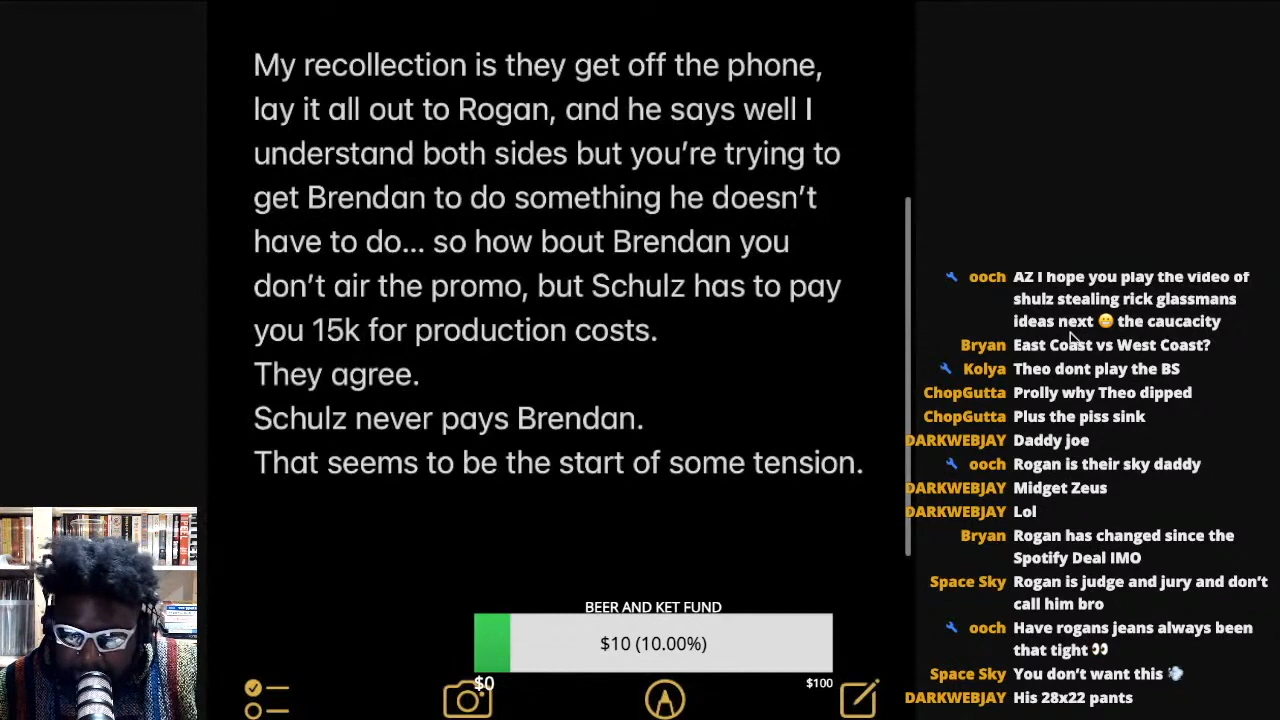 My recollection is they get off the phone,
lay it all out to Rogan, and he says well I
understand both sides but you're trying to
get Brendan to do something he doesn't
have to do... so how bout Brendan you
don't air the promo, but Schulz has to pay
you 15k for production costs.
They agree.
Schulz never pays Brendan.
That seems to be the start of some tension.
BEER AND KET FUND
$10 (10.00%)
$0
$100
ooch AZ I hope you play the video of
shulz stealing rick glassmans
ideas next 😬 the caucacity
Bryan East Coast vs West Coast?
Kolya Theo dont play the BS
ChopGutta Prolly why Theo dipped
ChopGutta Plus the piss sink
DARKWEBJAY Daddy joe
ooch Rogan is their sky daddy
DARKWEBJAY Midget Zeus
DARKWEBJAY Lol
Bryan Rogan has changed since the
Spotify Deal IMO
Space Sky Rogan is judge and jury and don't
call him bro
ooch Have rogans jeans always been
that tight 👀
Space Sky You don't want this 💨
DARKWEBJAY His 28x22 pants